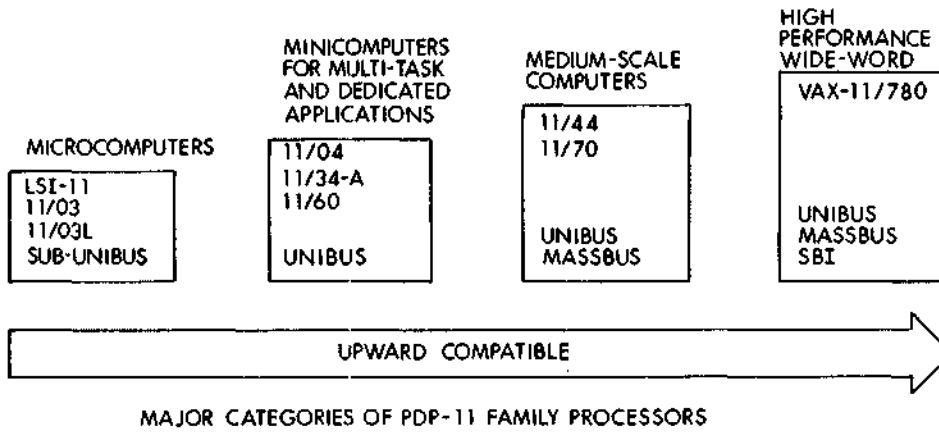 MICROCOMPUTERS
LSI-11
11/03
11/03L
SUB-UNIBUS
MINICOMPUTERS
FOR MULTI-TASK
AND DEDICATED
APPLICATIONS
11/04
11/34-A
11/60
UNIBUS
MEDIUM-SCALE
COMPUTERS
11/44
11/70
UNIBUS
MASSBUS
HIGH
PERFORMANCE
WIDE-WORD
VAX-11/780
UNIBUS
MASSBUS
SBI
UPWARD COMPATIBLE
MAJOR CATEGORIES OF PDP-11 FAMILY PROCESSORS